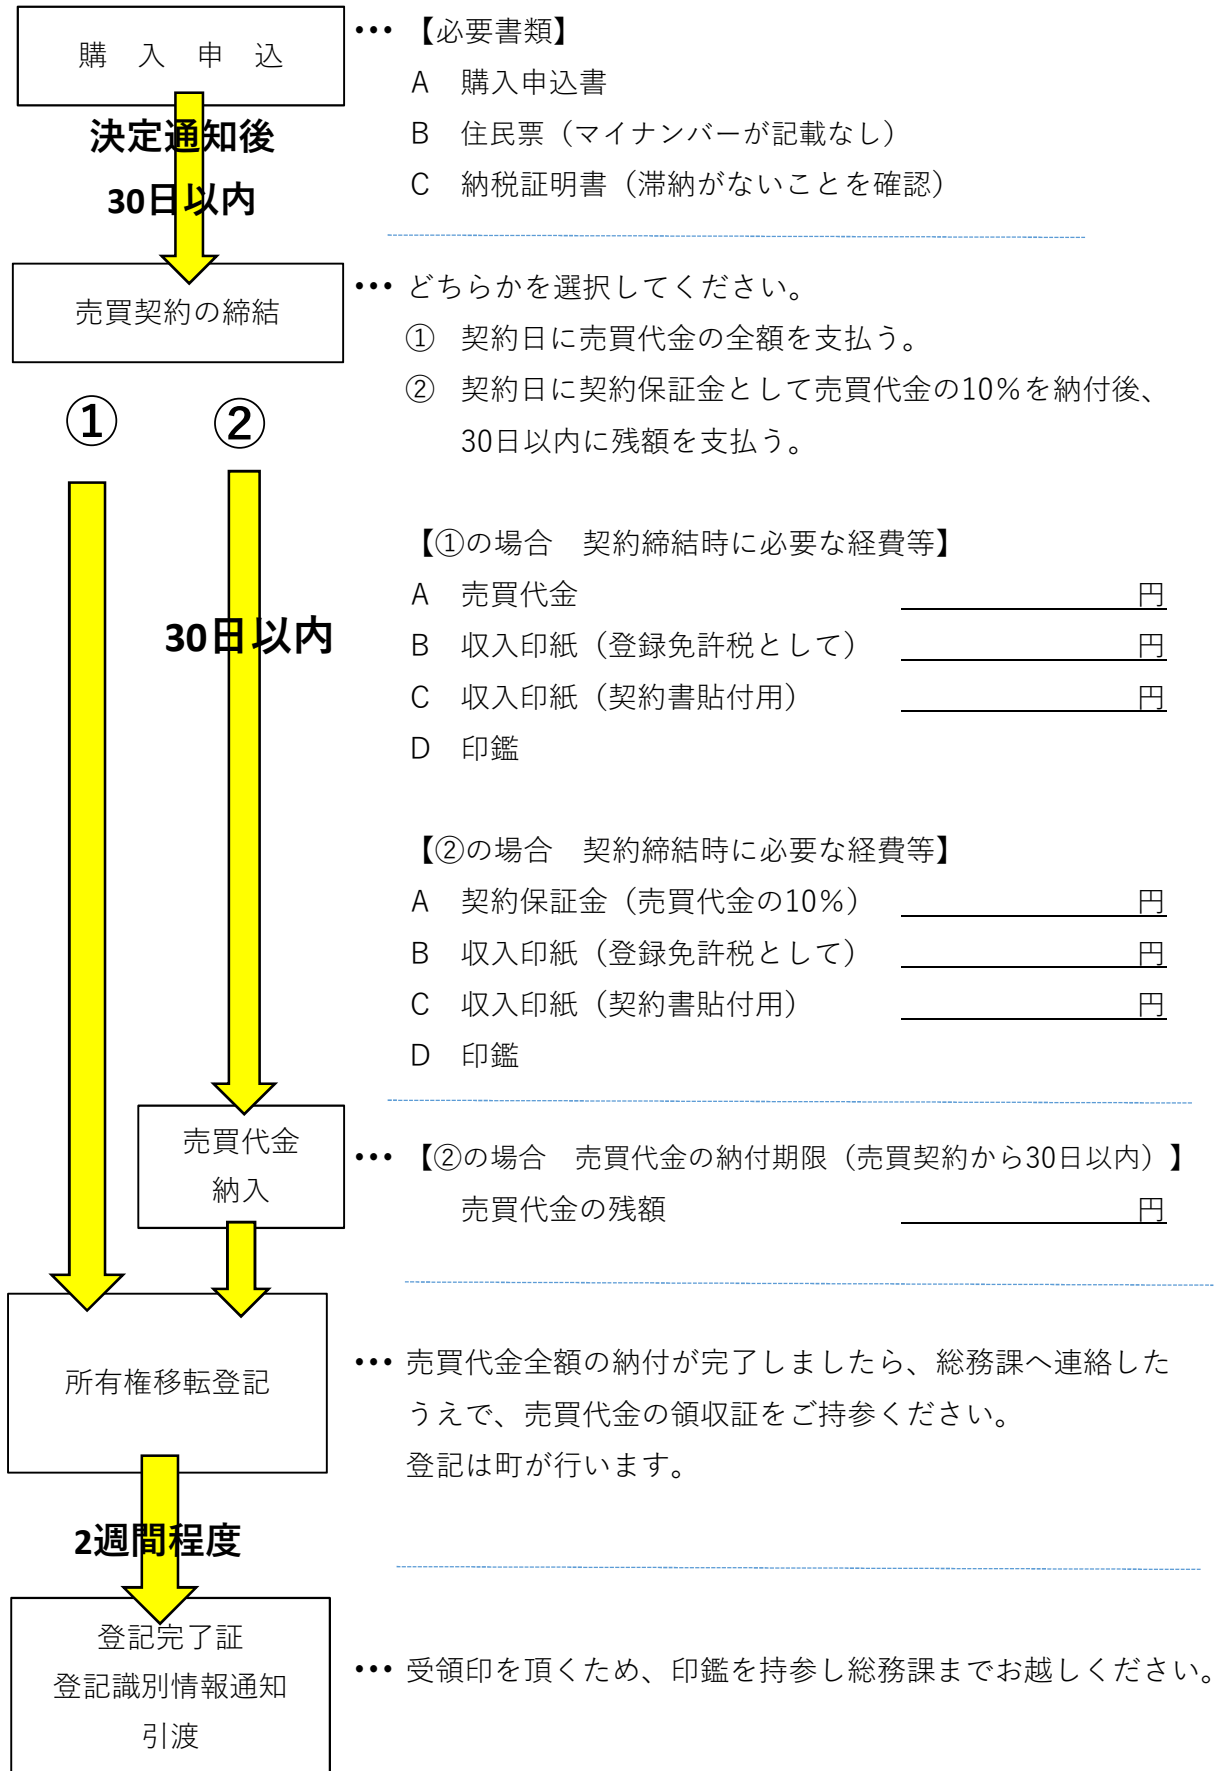 購　入　申　込
••• 【必要書類】
A　購入申込書
B　住民票（マイナンバーが記載なし）
C　納税証明書（滞納がないことを確認）
決定通知後
30日以内
売買契約の締結
••• どちらかを選択してください。
①　契約日に売買代金の全額を支払う。
②　契約日に契約保証金として売買代金の10％を納付後、
30日以内に残額を支払う。
①　②
30日以内
【①の場合　契約締結時に必要な経費等】
A　売買代金　円
B　収入印紙（登録免許税として）　円
C　収入印紙（契約書貼付用）　円
D　印鑑
【②の場合　契約締結時に必要な経費等】
A　契約保証金（売買代金の10％）　円
B　収入印紙（登録免許税として）　円
C　収入印紙（契約書貼付用）　円
D　印鑑
売買代金
納入
••• 【②の場合　売買代金の納付期限（売買契約から30日以内）】
売買代金の残額　円
所有権移転登記
••• 売買代金全額の納付が完了しましたら、総務課へ連絡した
うえで、売買代金の領収証をご持参ください。
登記は町が行います。
2週間程度
登記完了証
登記識別情報通知
引渡
••• 受領印を頂くため、印鑑を持参し総務課までお越しください。